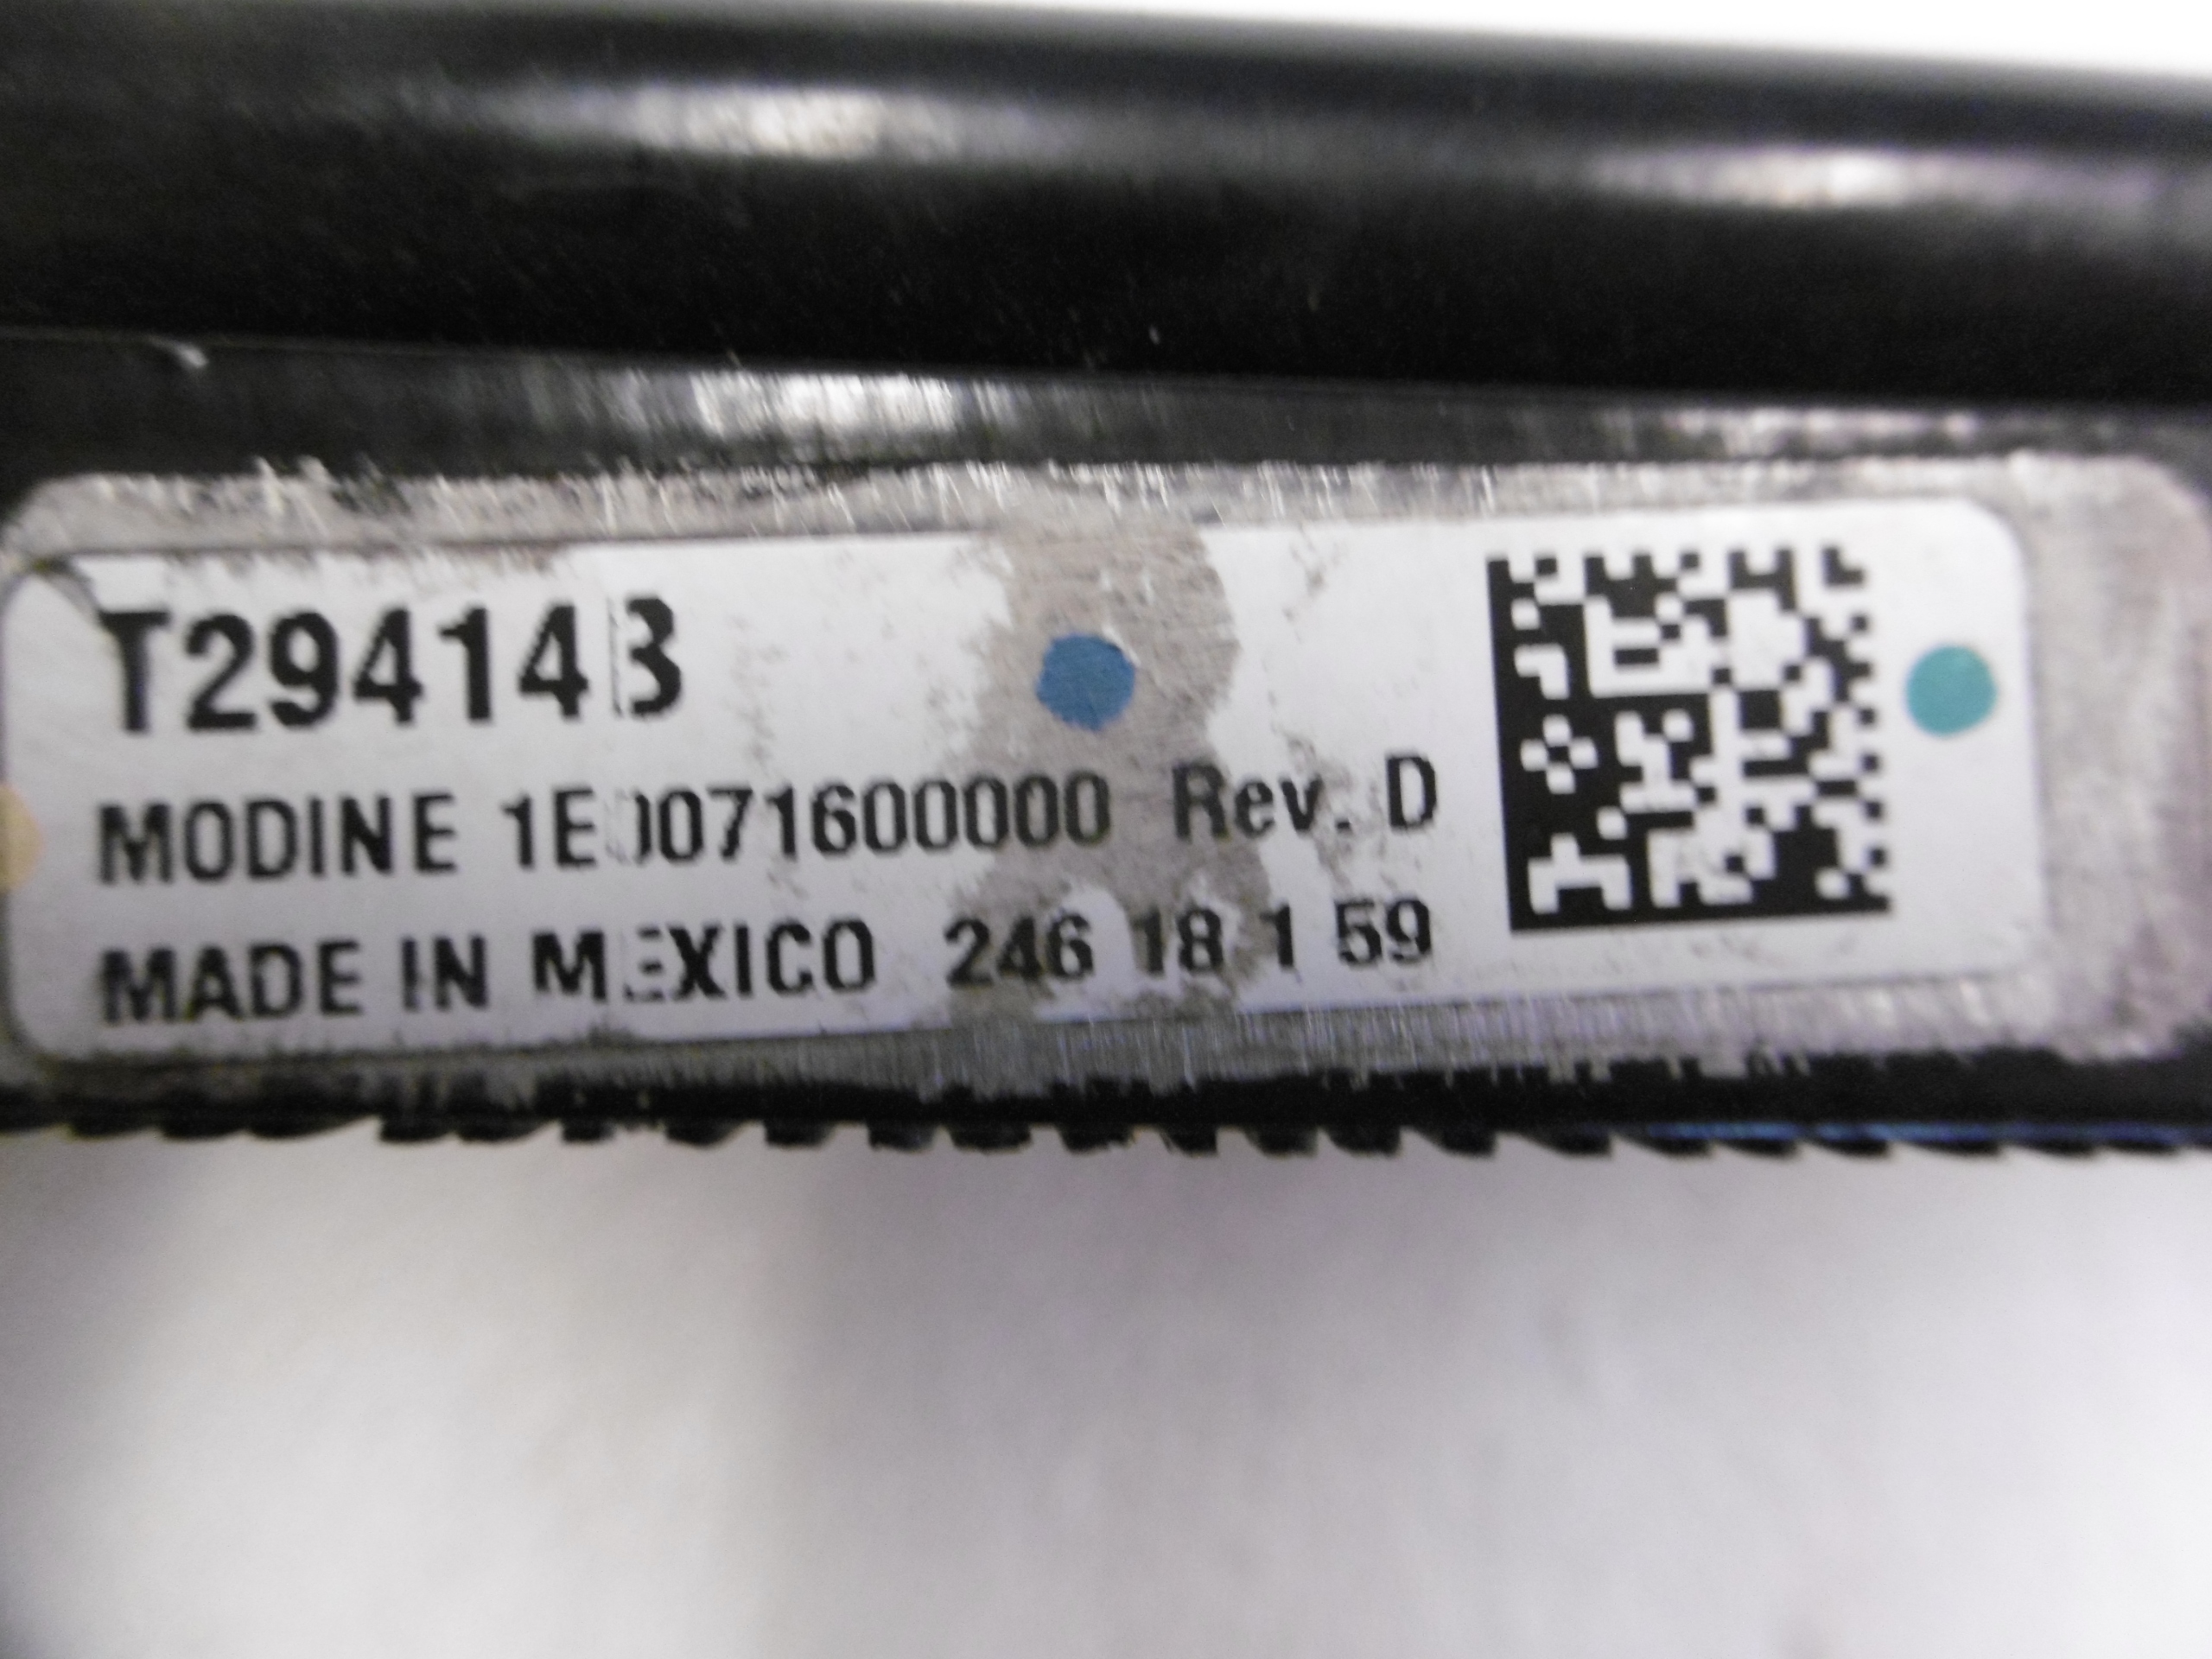 T29414B
MODINE 1E0071600000 Rev. D
MADE IN MEXICO 246 18 1 59